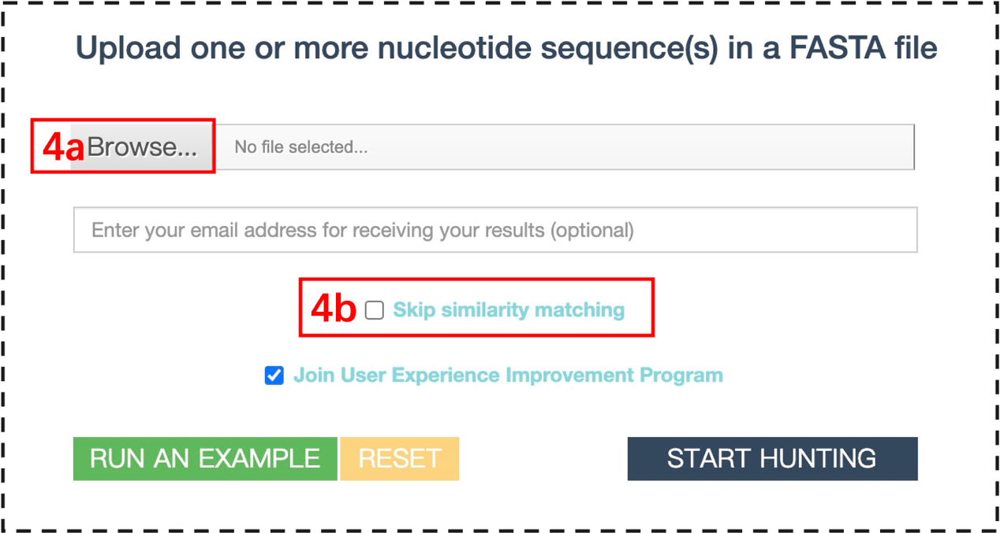 Upload one or more nucleotide sequence(s) in a FASTA file
4a Browse... No file selected...
Enter your email address for receiving your results (optional)
4b Skip similarity matching
Join User Experience Improvement Program
RUN AN EXAMPLE RESET START HUNTING